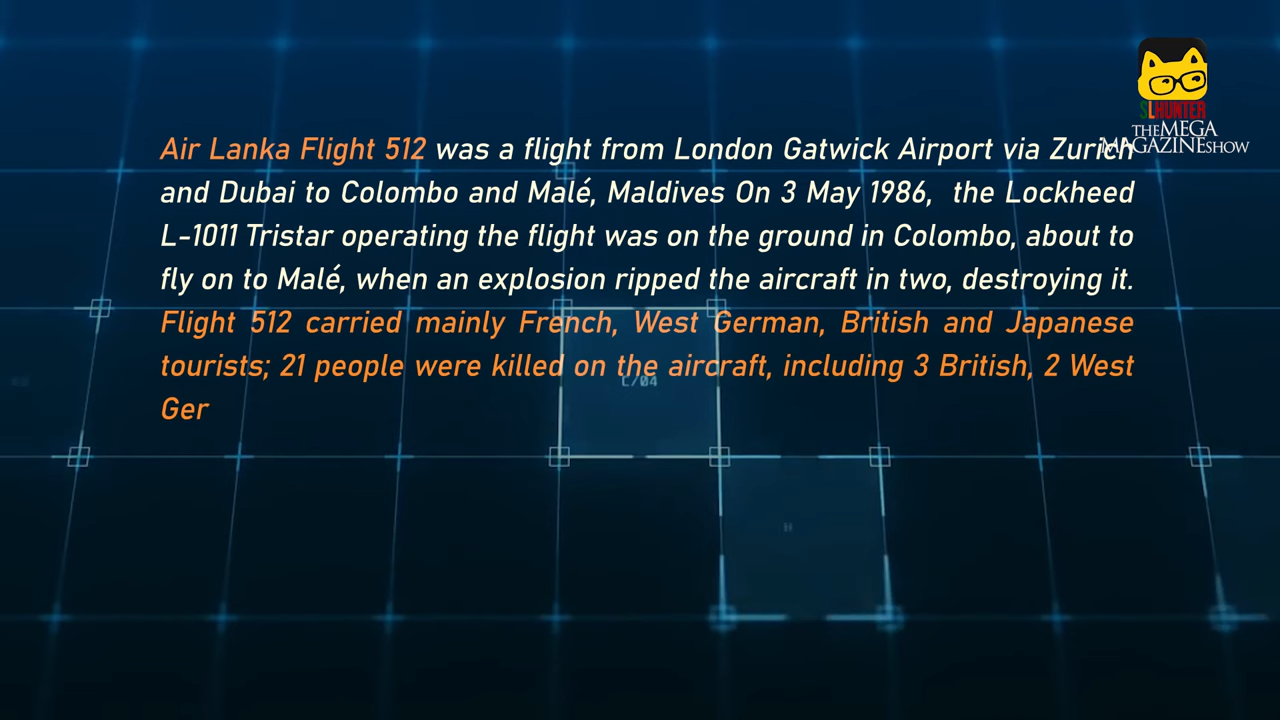 SLHUNTER
THEMEGA
MAGAZINESHOW
Air Lanka Flight 512 was a flight from London Gatwick Airport via Zurich
and Dubai to Colombo and Malé, Maldives On 3 May 1986, the Lockheed
L-1011 Tristar operating the flight was on the ground in Colombo, about to
fly on to Malé, when an explosion ripped the aircraft in two, destroying it.
Flight 512 carried mainly French, West German, British and Japanese
tourists; 21 people were killed on the aircraft, including 3 British, 2 West
Ger
C/04
H